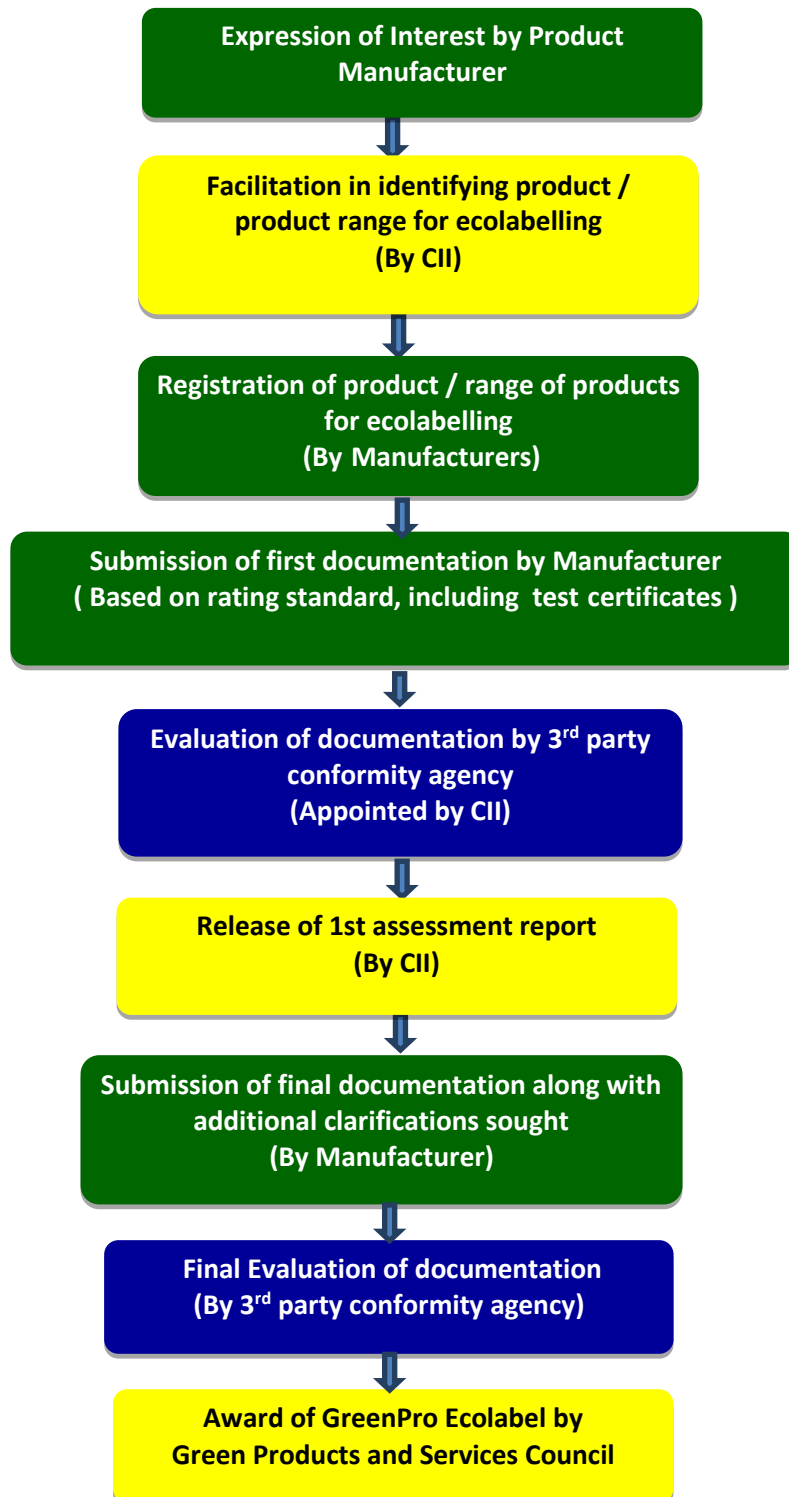 Expression of Interest by Product
Manufacturer
Facilitation in identifying product /
product range for ecolabelling
(By CII)
Registration of product / range of products
for ecolabelling
(By Manufacturers)
Submission of first documentation by Manufacturer
( Based on rating standard, including test certificates )
Evaluation of documentation by 3rd party
conformity agency
(Appointed by CII)
Release of 1st assessment report
(By CII)
Submission of final documentation along with
additional clarifications sought
(By Manufacturer)
Final Evaluation of documentation
(By 3rd party conformity agency)
Award of GreenPro Ecolabel by
Green Products and Services Council